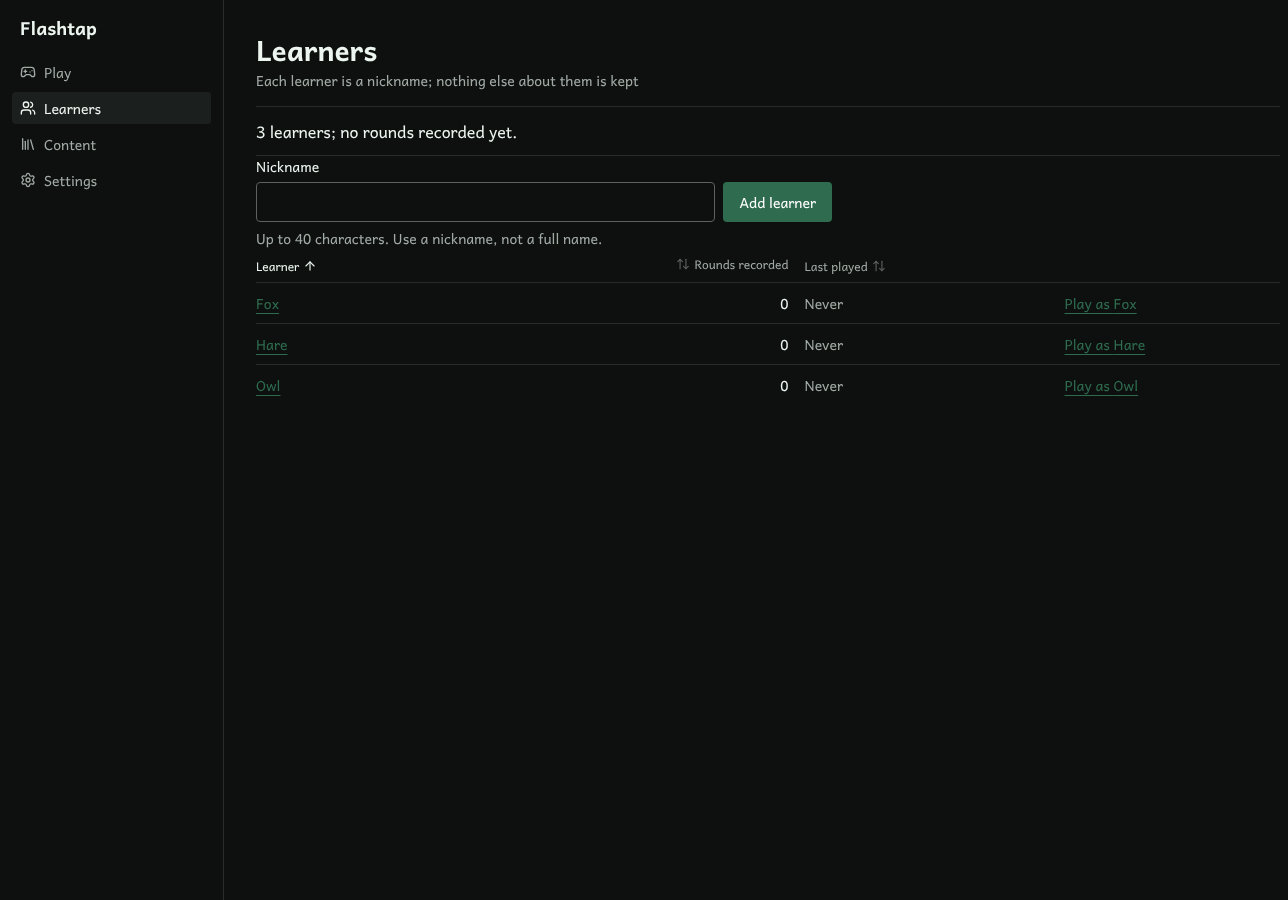 Flashtap
Play
Learners
Content
Settings
Learners
Each learner is a nickname; nothing else about them is kept
3 learners; no rounds recorded yet.
Nickname
Add learner
Up to 40 characters. Use a nickname, not a full name.
Learner Rounds recorded Last played
Fox 0 Never Play as Fox
Hare 0 Never Play as Hare
Owl 0 Never Play as Owl